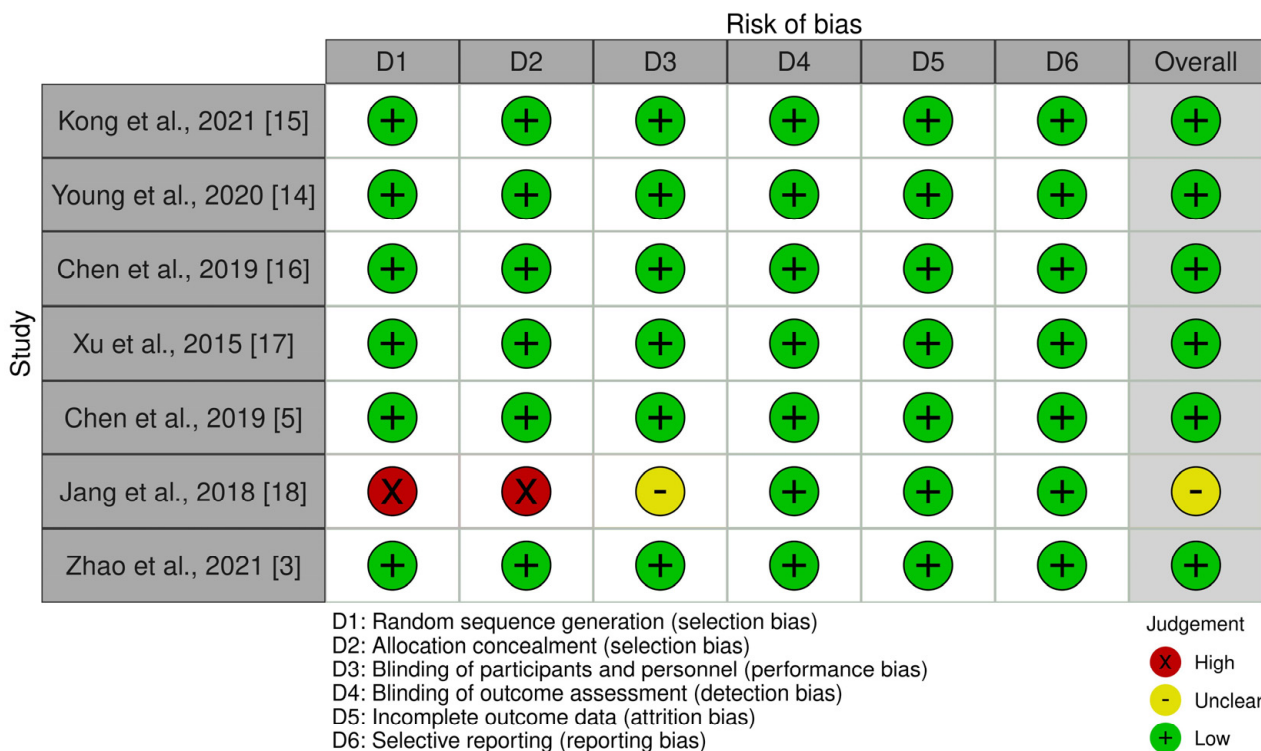 Risk of bias
D1 D2 D3 D4 D5 D6 Overall
Study
Kong et al., 2021 [15] + + + + + + +
Young et al., 2020 [14] + + + + + + +
Chen et al., 2019 [16] + + + + + + +
Xu et al., 2015 [17] + + + + + + +
Chen et al., 2019 [5] + + + + + + +
Jang et al., 2018 [18] X X - + + + -
Zhao et al., 2021 [3] + + + + + + +
D1: Random sequence generation (selection bias)
D2: Allocation concealment (selection bias)
D3: Blinding of participants and personnel (performance bias)
D4: Blinding of outcome assessment (detection bias)
D5: Incomplete outcome data (attrition bias)
D6: Selective reporting (reporting bias)
Judgement
X High
- Unclear
+ Low